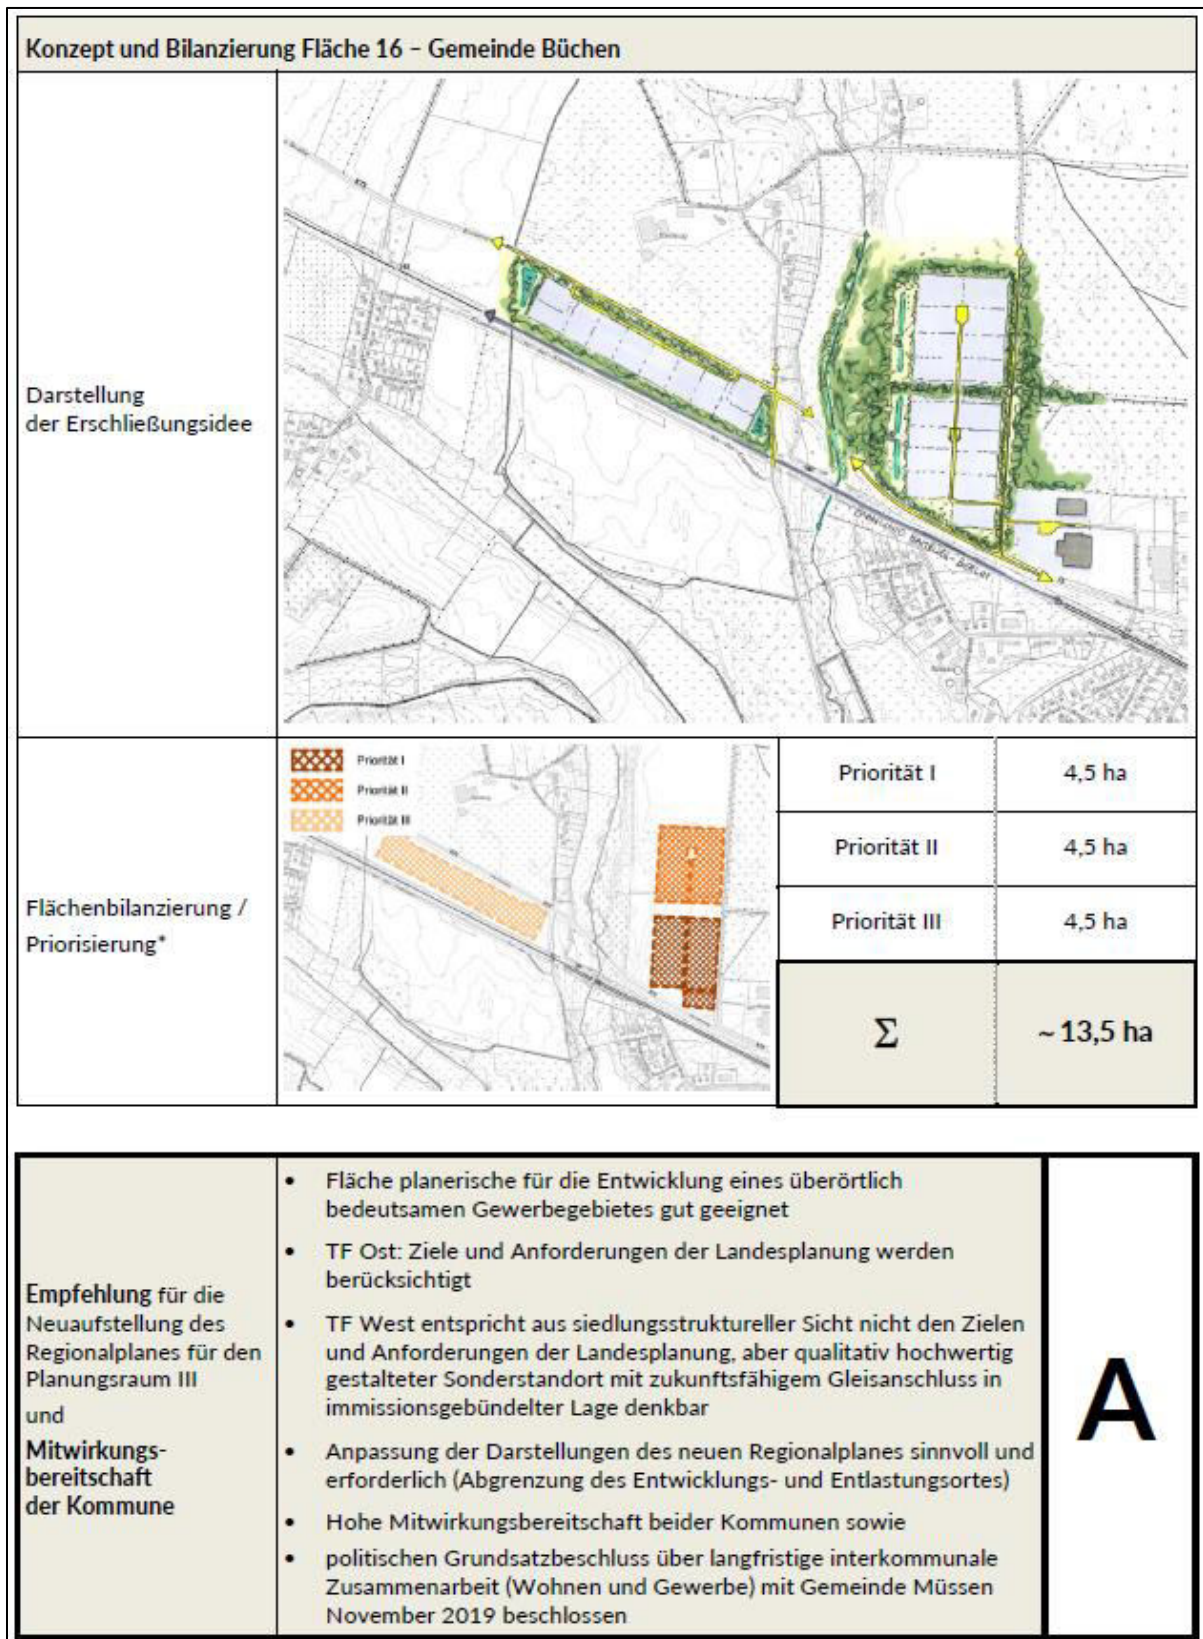 Konzept und Bilanzierung Fläche 16 – Gemeinde Büchen
Darstellung
der Erschließungsidee
Flächenbilanzierung /
Priorisierung*
Priorität I
Priorität II
Priorität III
Priorität I 4,5 ha
Priorität II 4,5 ha
Priorität III 4,5 ha
Σ ~ 13,5 ha
Empfehlung für die
Neuaufstellung des
Regionalplanes für den
Planungsraum III
und
Mitwirkungs-
bereitschaft
der Kommune
• Fläche planerische für die Entwicklung eines überörtlich
bedeutsamen Gewerbegebietes gut geeignet
• TF Ost: Ziele und Anforderungen der Landesplanung werden
berücksichtigt
• TF West entspricht aus siedlungsstruktureller Sicht nicht den Zielen
und Anforderungen der Landesplanung, aber qualitativ hochwertig
gestalteter Sonderstandort mit zukunftsfähigem Gleisanschluss in
immissionsgebündelter Lage denkbar
• Anpassung der Darstellungen des neuen Regionalplanes sinnvoll und
erforderlich (Abgrenzung des Entwicklungs- und Entlastungsortes)
• Hohe Mitwirkungsbereitschaft beider Kommunen sowie
• politischen Grundsatzbeschluss über langfristige interkommunale
Zusammenarbeit (Wohnen und Gewerbe) mit Gemeinde Müssen
November 2019 beschlossen
A